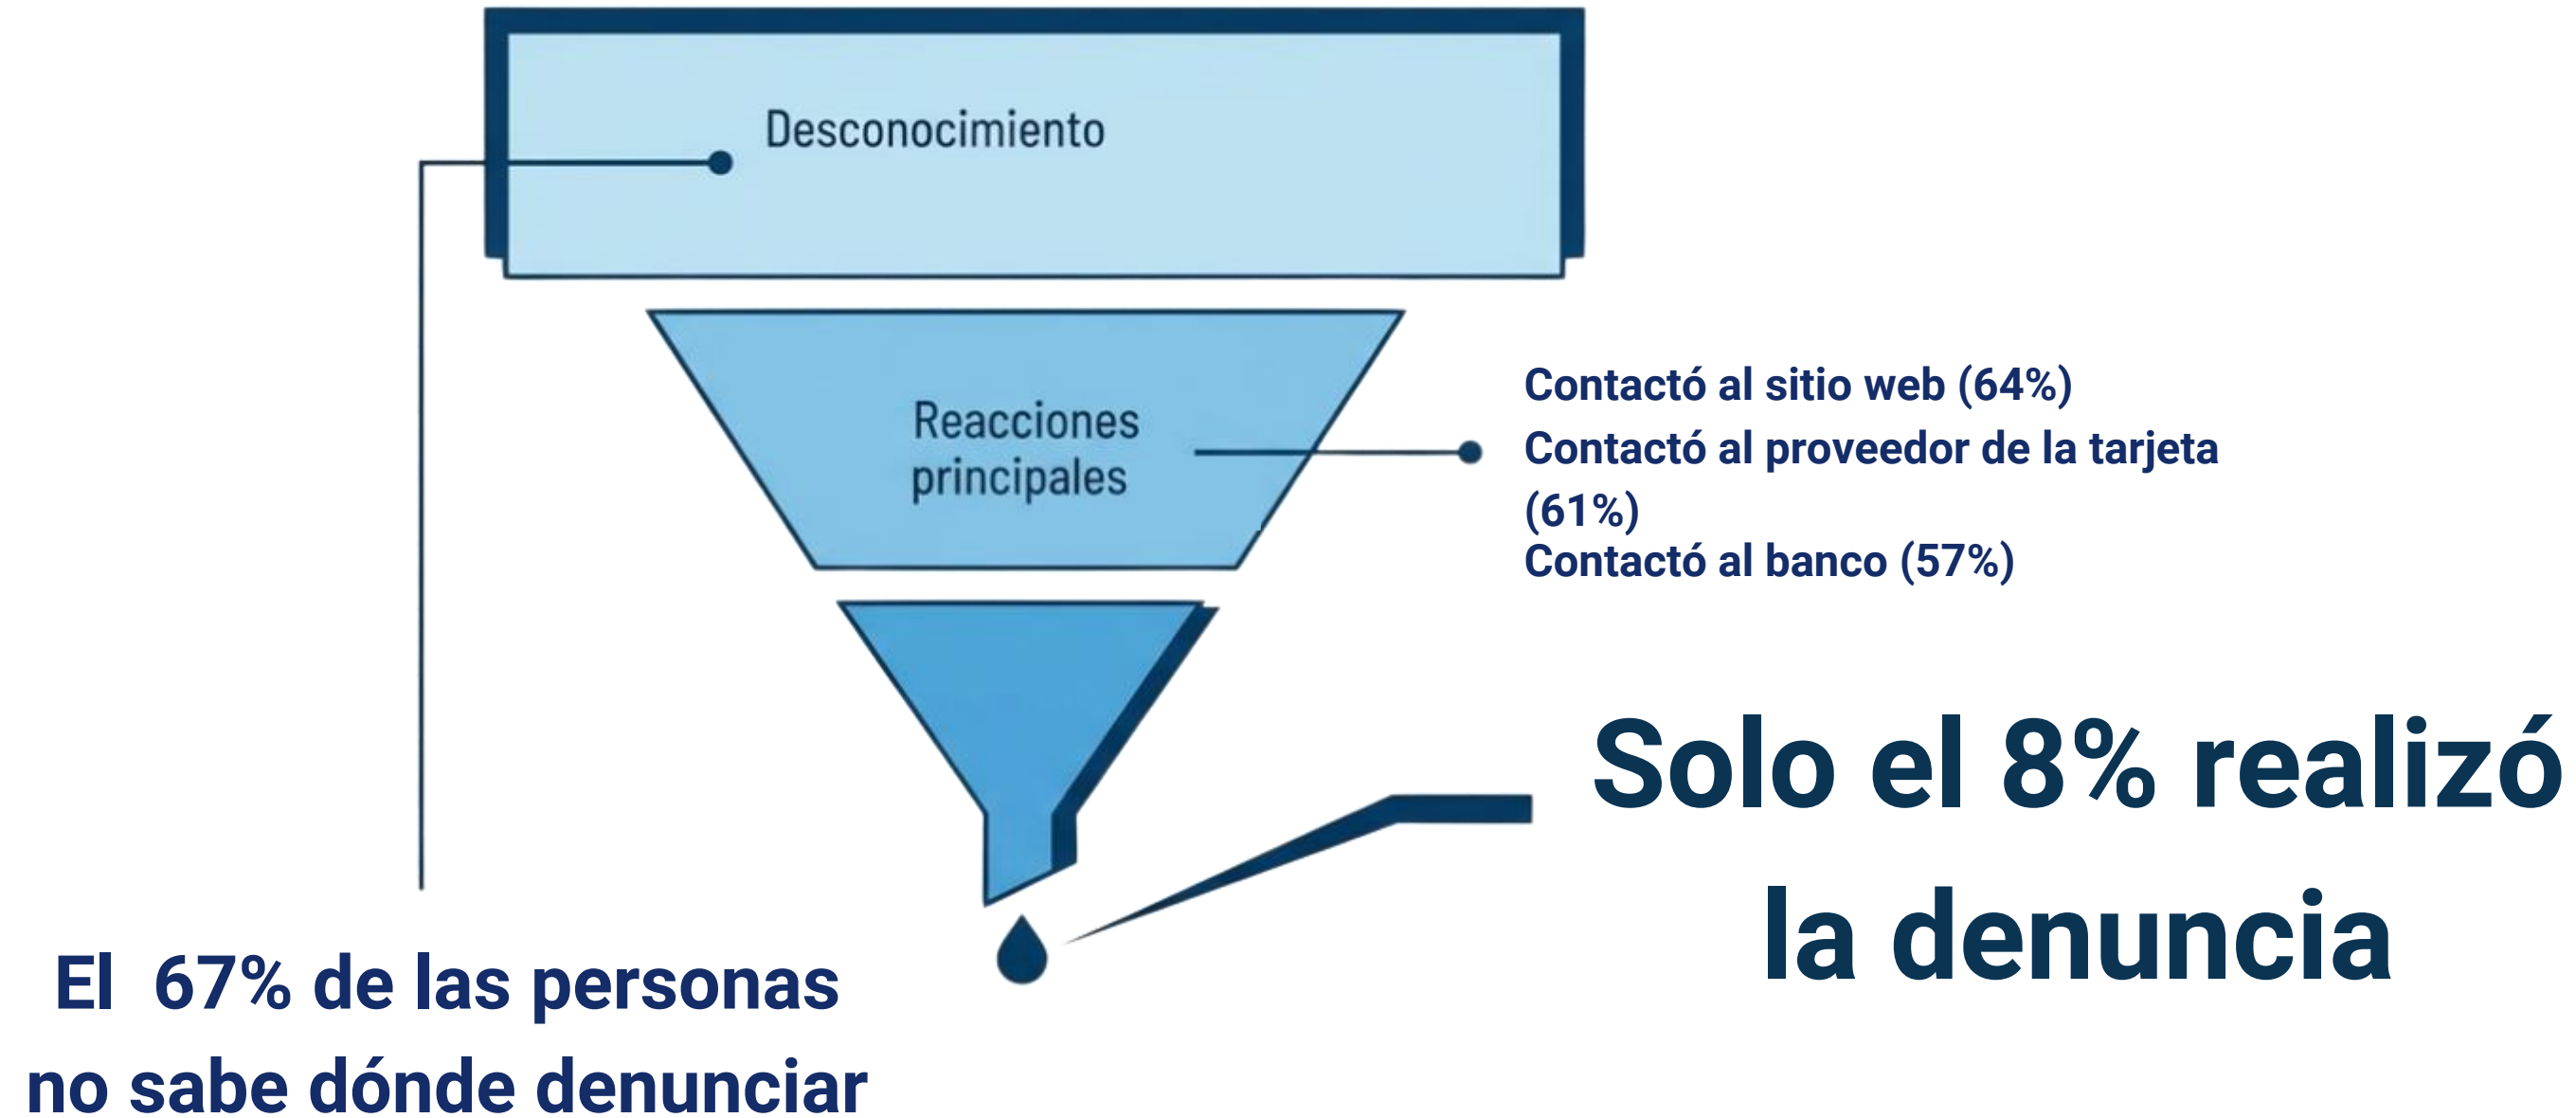 Desconocimiento
Reacciones
principales
Contactó al sitio web (64%)
Contactó al proveedor de la tarjeta
(61%)
Contactó al banco (57%)
Solo el 8% realizó
la denuncia
El  67% de las personas
no sabe dónde denunciar